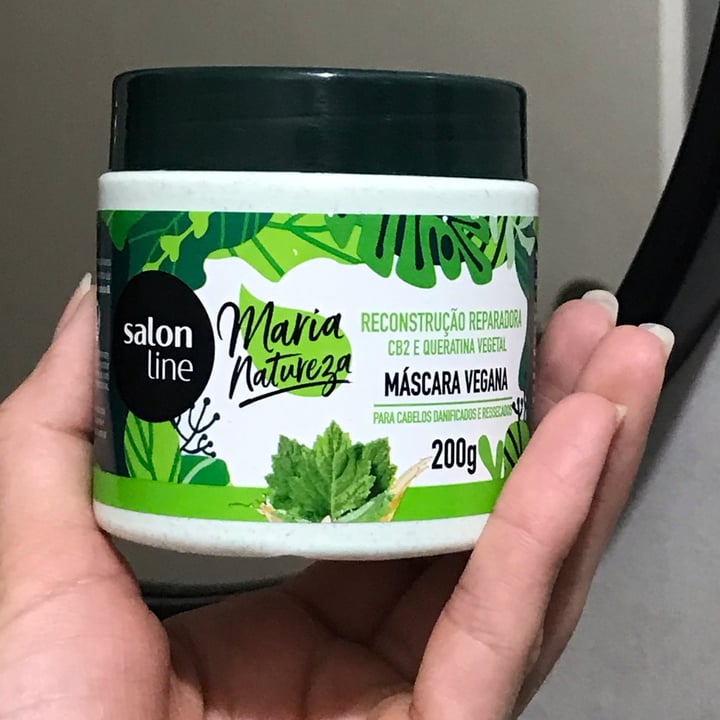 salon
line
Maria
Natureza
RECONSTRUÇÃO REPARADORA
CB2 E QUERATINA VEGETAL
MÁSCARA VEGANA
PARA CABELOS DANIFICADOS E RESSECADOS
200g